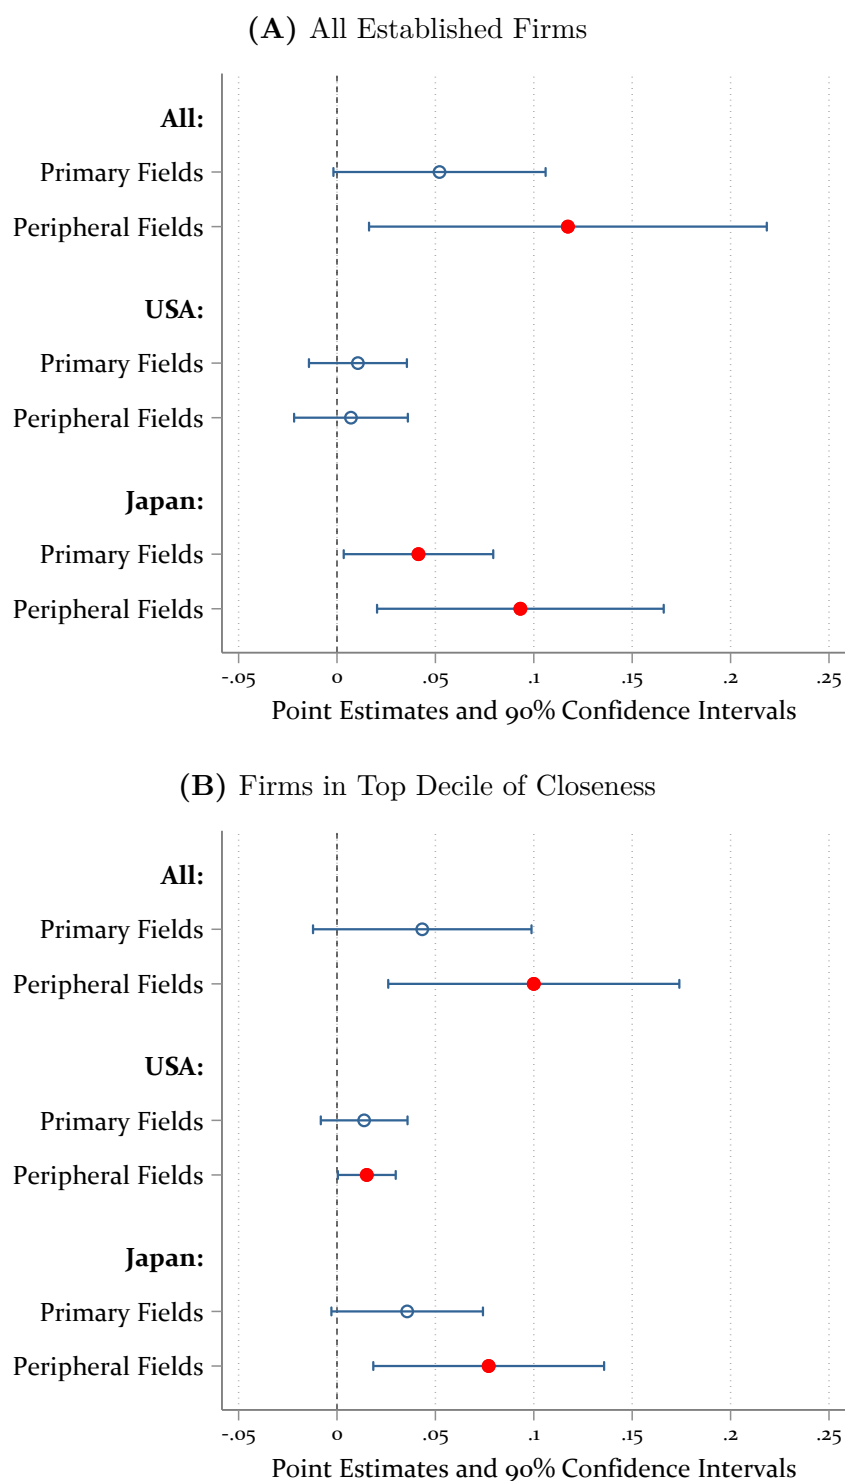 (A) All Established Firms
All:
Primary Fields
Peripheral Fields
USA:
Primary Fields
Peripheral Fields
Japan:
Primary Fields
Peripheral Fields
-.05 0 .05 .1 .15 .2 .25
Point Estimates and 90% Confidence Intervals
(B) Firms in Top Decile of Closeness
All:
Primary Fields
Peripheral Fields
USA:
Primary Fields
Peripheral Fields
Japan:
Primary Fields
Peripheral Fields
-.05 0 .05 .1 .15 .2 .25
Point Estimates and 90% Confidence Intervals